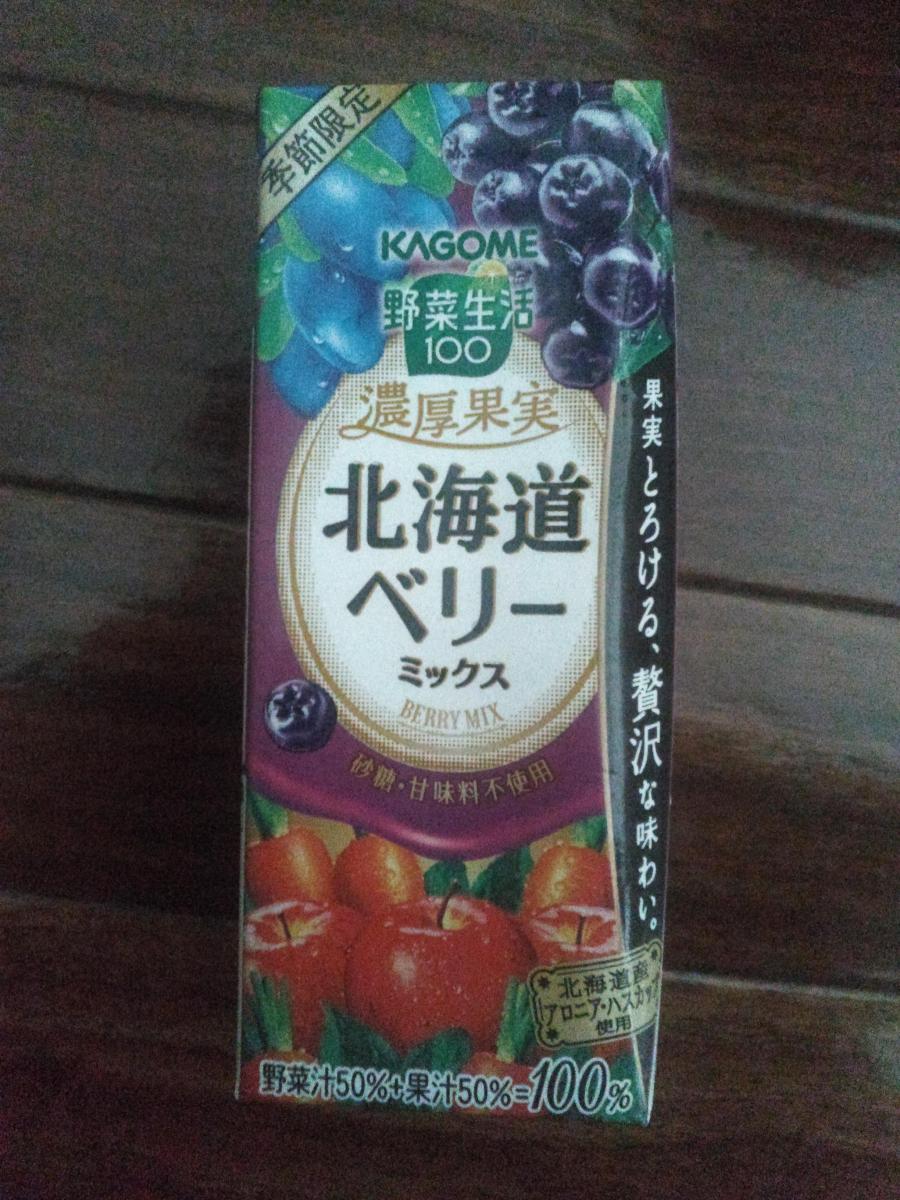 季節限定
KAGOME
野菜生活
100
濃厚果実
北海道
ベリー
ミックス
BERRY MIX
砂糖・甘味料不使用
果実とろける、贅沢な味わい。
北海道産
アロニア・ハスカップ
使用
野菜汁50%+果汁50%=100%